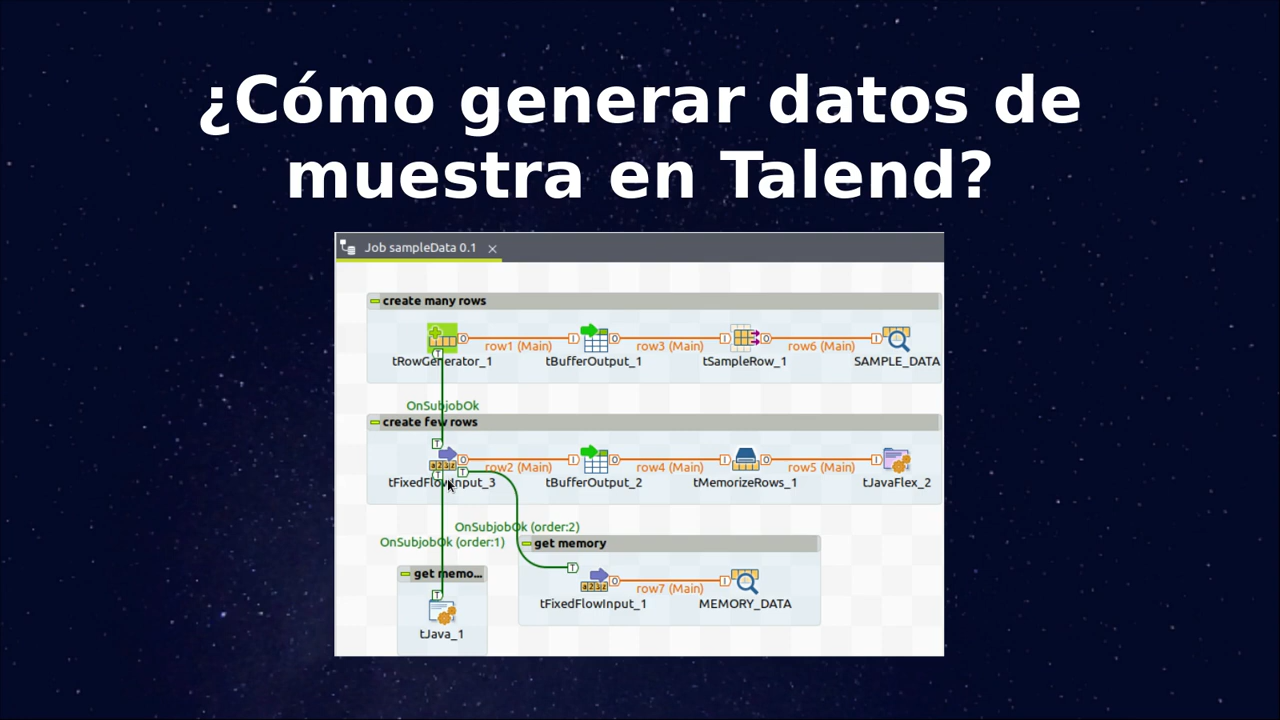 ¿Cómo generar datos de
muestra en Talend?
Job sampleData 0.1
create many rows
row1 (Main) row3 (Main) row6 (Main)
tRowGenerator_1 tBufferOutput_1 tSampleRow_1 SAMPLE_DATA
OnSubjobOk
create few rows
row2 (Main) row4 (Main) row5 (Main)
tFixedFlowInput_3 tBufferOutput_2 tMemorizeRows_1 tJavaFlex_2
OnSubjobOk (order:2)
OnSubjobOk (order:1)
get memory
get memo...
row7 (Main)
tFixedFlowInput_1 MEMORY_DATA
tJava_1